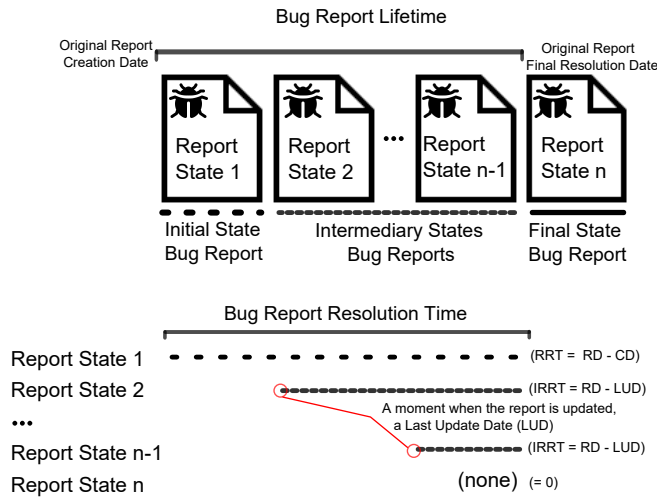 Bug Report Lifetime
Original Report
Creation Date
Original Report
Final Resolution Date
Report
State 1
Report
State 2
...
Report
State n-1
Report
State n
Initial State
Bug Report
Intermediary States
Bug Reports
Final State
Bug Report
Bug Report Resolution Time
Report State 1
(RRT = RD - CD)
Report State 2
(IRRT = RD - LUD)
...
A moment when the report is updated,
a Last Update Date (LUD)
Report State n-1
(IRRT = RD - LUD)
Report State n
(none) (= 0)